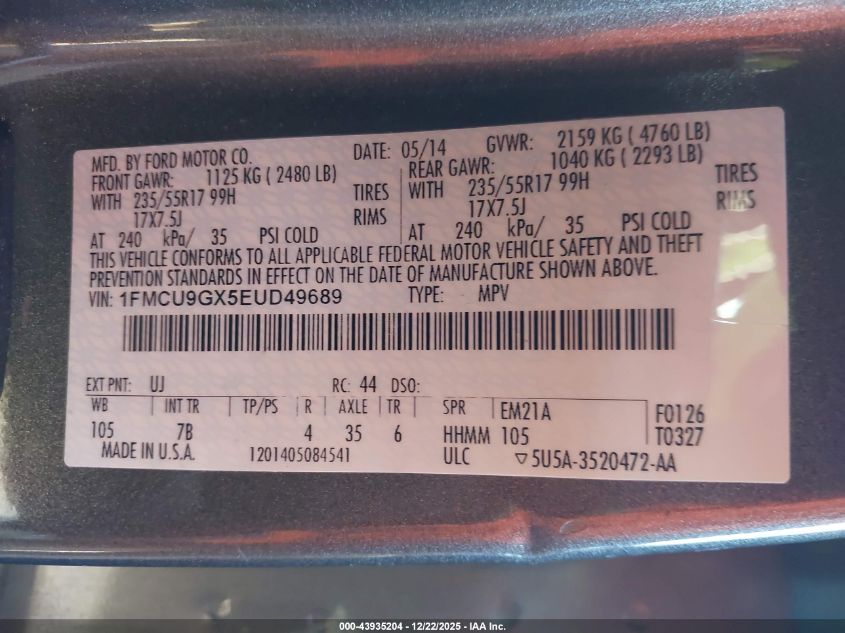 MFD. BY FORD MOTOR CO. DATE: 05/14 GVWR: 2159 KG ( 4760 LB)
FRONT GAWR: 1125 KG ( 2480 LB) REAR GAWR: 1040 KG ( 2293 LB)
WITH 235/55R17 99H TIRES WITH 235/55R17 99H TIRES
17X7.5J RIMS 17X7.5J RIMS
AT 240 kPa/ 35 PSI COLD AT 240 kPa/ 35 PSI COLD
THIS VEHICLE CONFORMS TO ALL APPLICABLE FEDERAL MOTOR VEHICLE SAFETY AND THEFT
PREVENTION STANDARDS IN EFFECT ON THE DATE OF MANUFACTURE SHOWN ABOVE.
VIN: 1FMCU9GX5EUD49689 TYPE: MPV
EXT PNT: UJ RC: 44 DSO:
WB INT TR TP/PS R AXLE TR SPR EM21A F0126
105 7B 4 35 6 HHMM 105 T0327
MADE IN U.S.A. 1201405084541 ULC ▽5U5A-3520472-AA
000-43935204 - 12/22/2025 - IAA Inc.